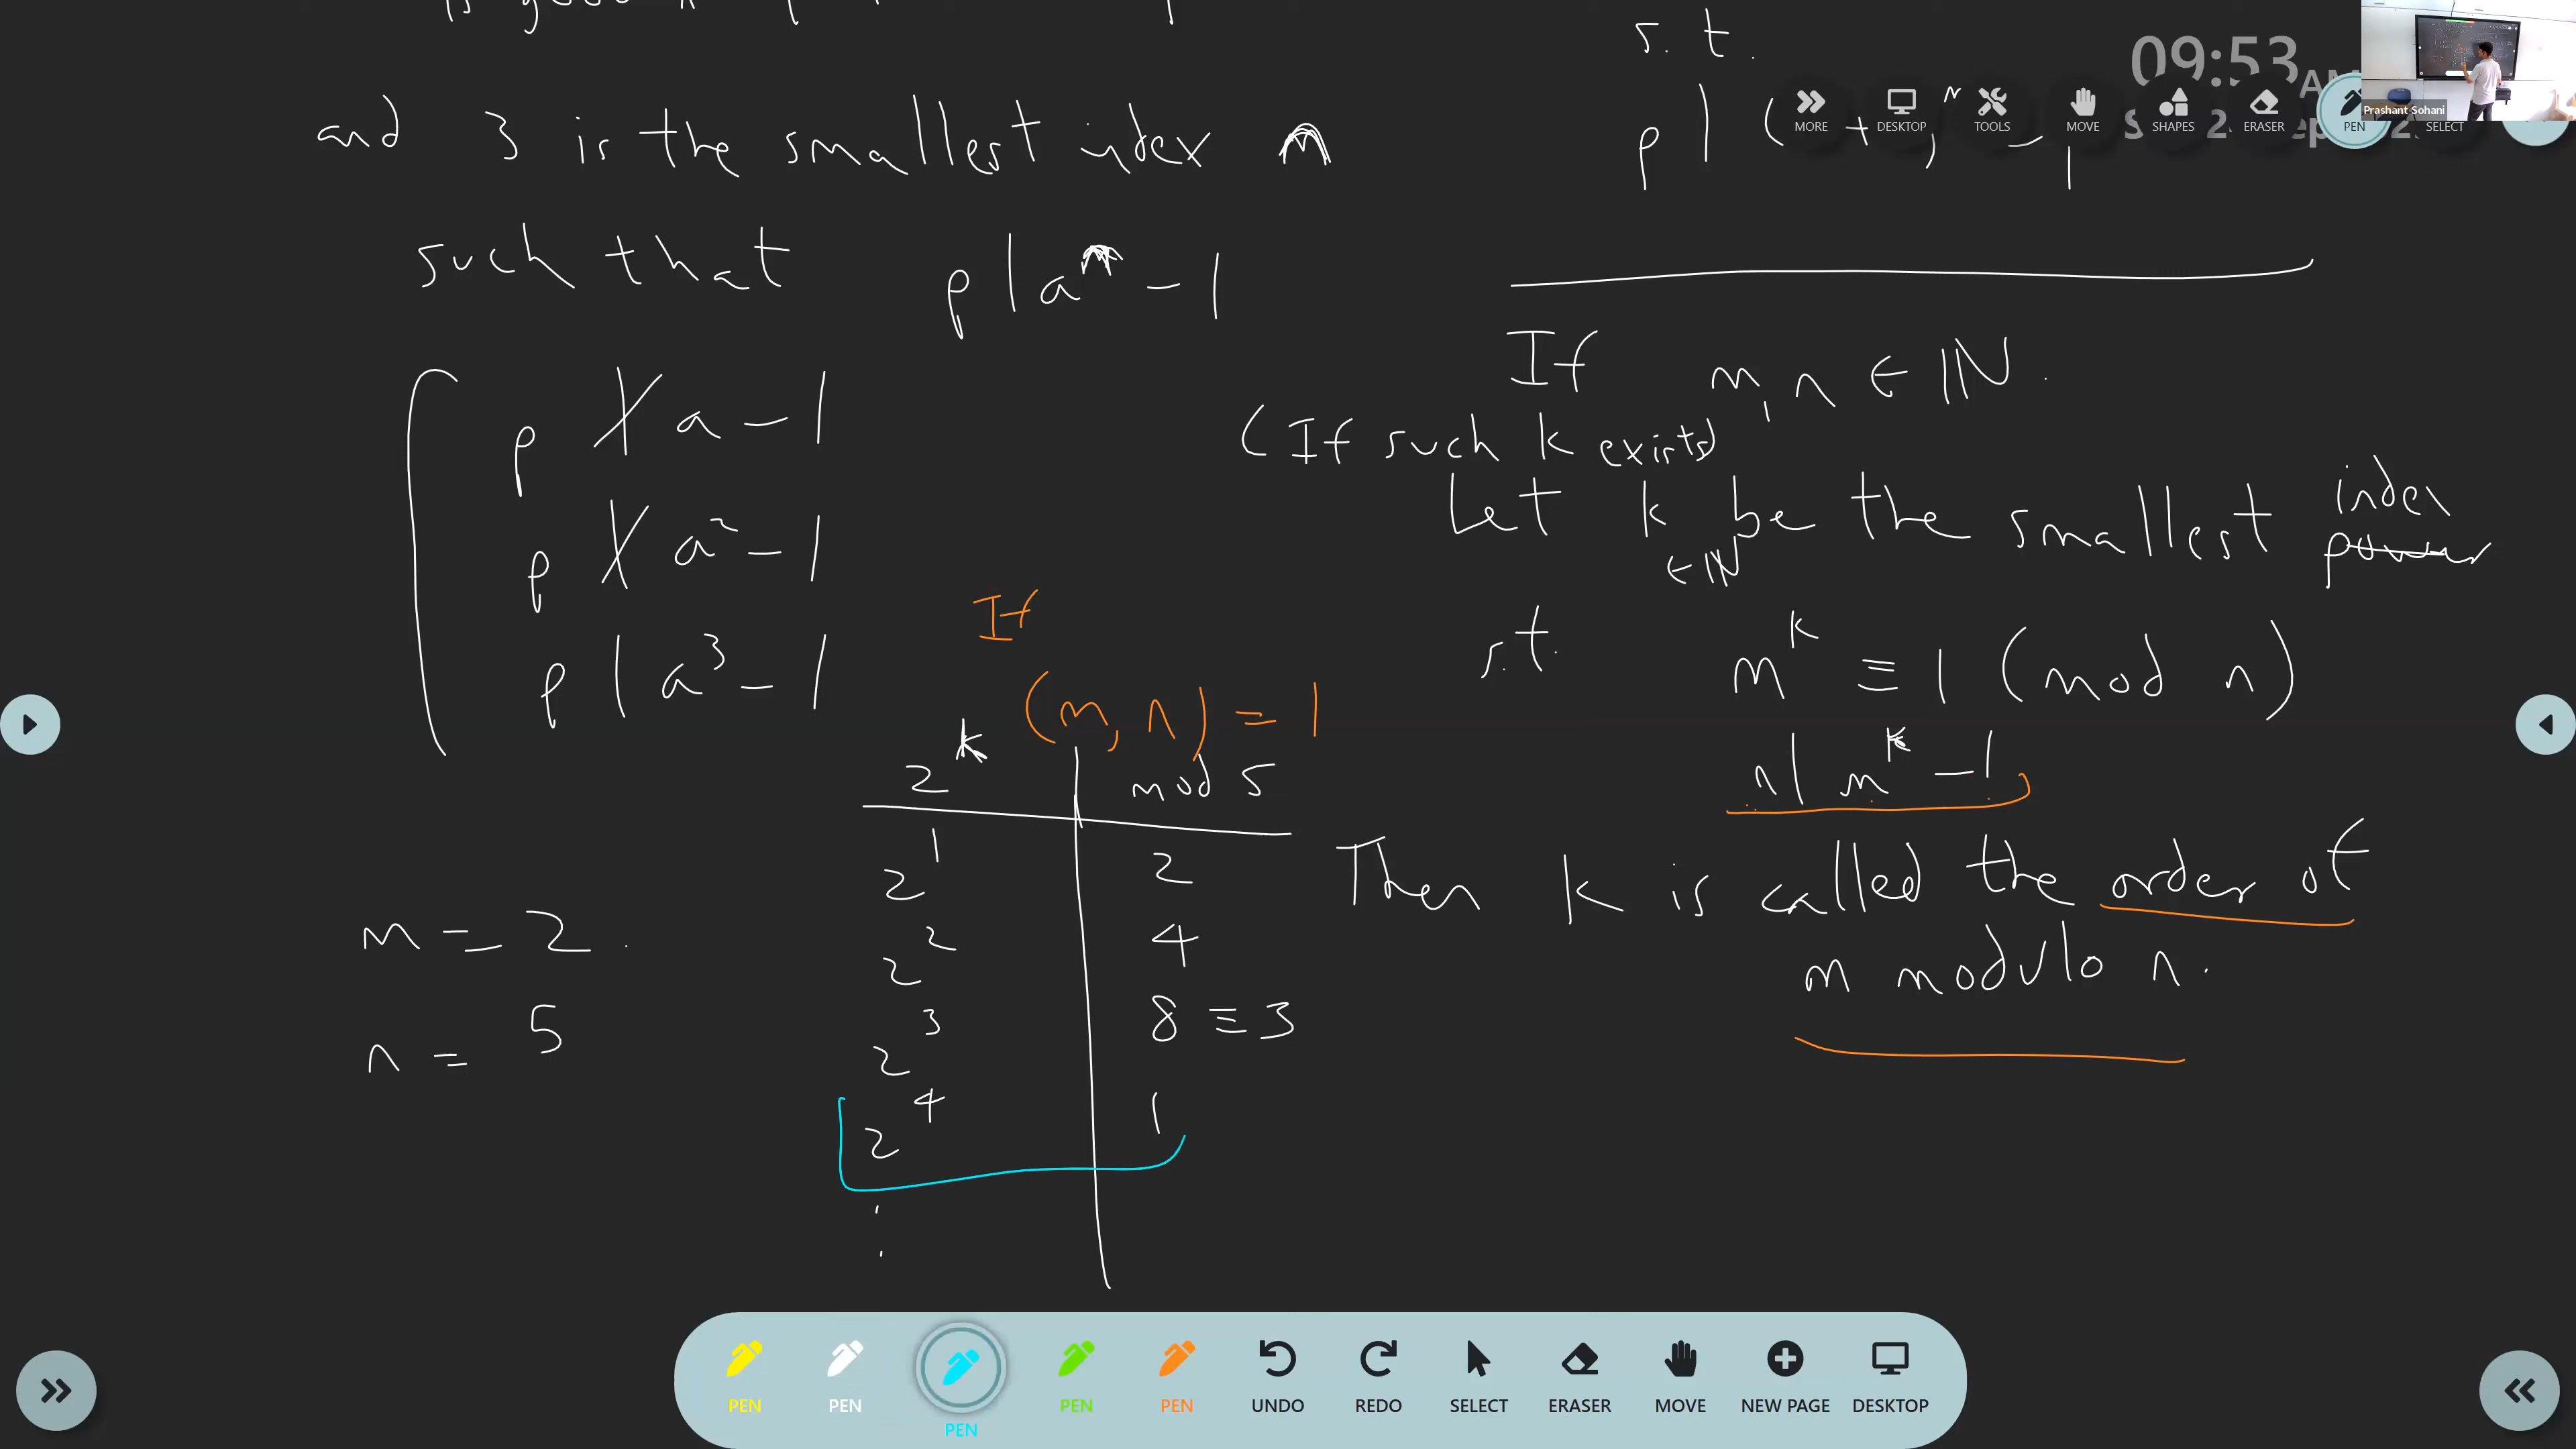 and 3 is the smallest index m
such that p | a^m - 1
p ∤ a - 1
p ∤ a² - 1
p | a³ - 1
m = 2.
n = 5
If
(m, n) = 1
2^k mod 5
2^1 2
2^2 4
2^3 8 ≡ 3
2^4 1
s.t.
If m, n ∈ ℕ.
(If such k exists)
Let k be the smallest index power
∈ ℕ
s.t. m^k ≡ 1 (mod n)
n | m^k - 1
Then k is called the order of
m modulo n.
09:53
MORE DESKTOP TOOLS MOVE SHAPES ERASER PEN SELECT
Prashant Sohani
PEN PEN PEN PEN PEN UNDO REDO SELECT ERASER MOVE NEW PAGE DESKTOP